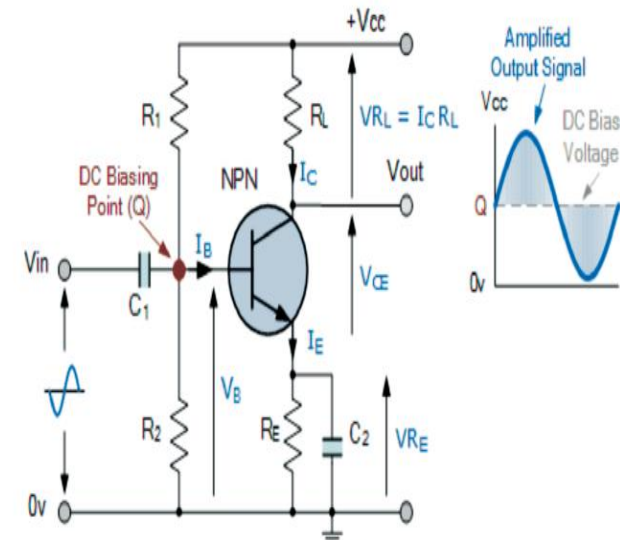 +Vcc
Amplified
Output Signal
R1
RL
VRL = IC RL
Vcc
DC Bias
Voltage
DC Biasing
Point (Q)
NPN
IC
Vout
Q
IB
Vin
C1
VCE
0v
IE
VB
R2
RE
C2
VRE
0v